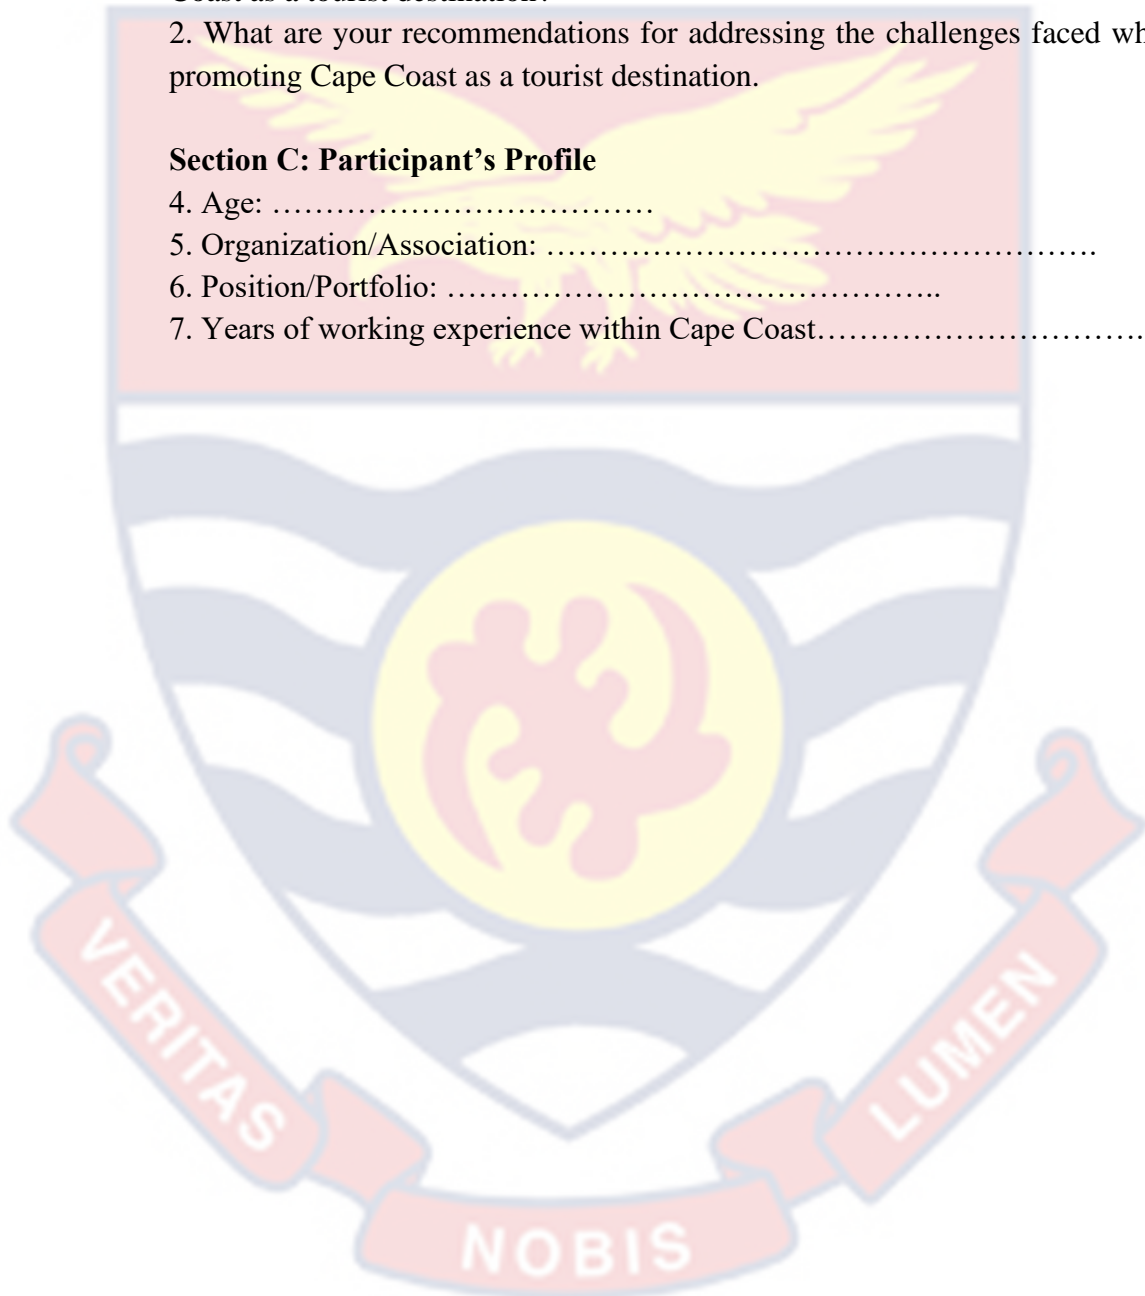 2. What are your recommendations for addressing the challenges faced
promoting Cape Coast as a tourist destination.
Section C: Participant’s Profile
4. Age: ………………………………
5. Organization/Association: …………………………………………………….
6. Position/Portfolio: ………………………………………………..
7. Years of working experience within Cape Coast………………………….
VERITAS
NOBIS
LUMEN